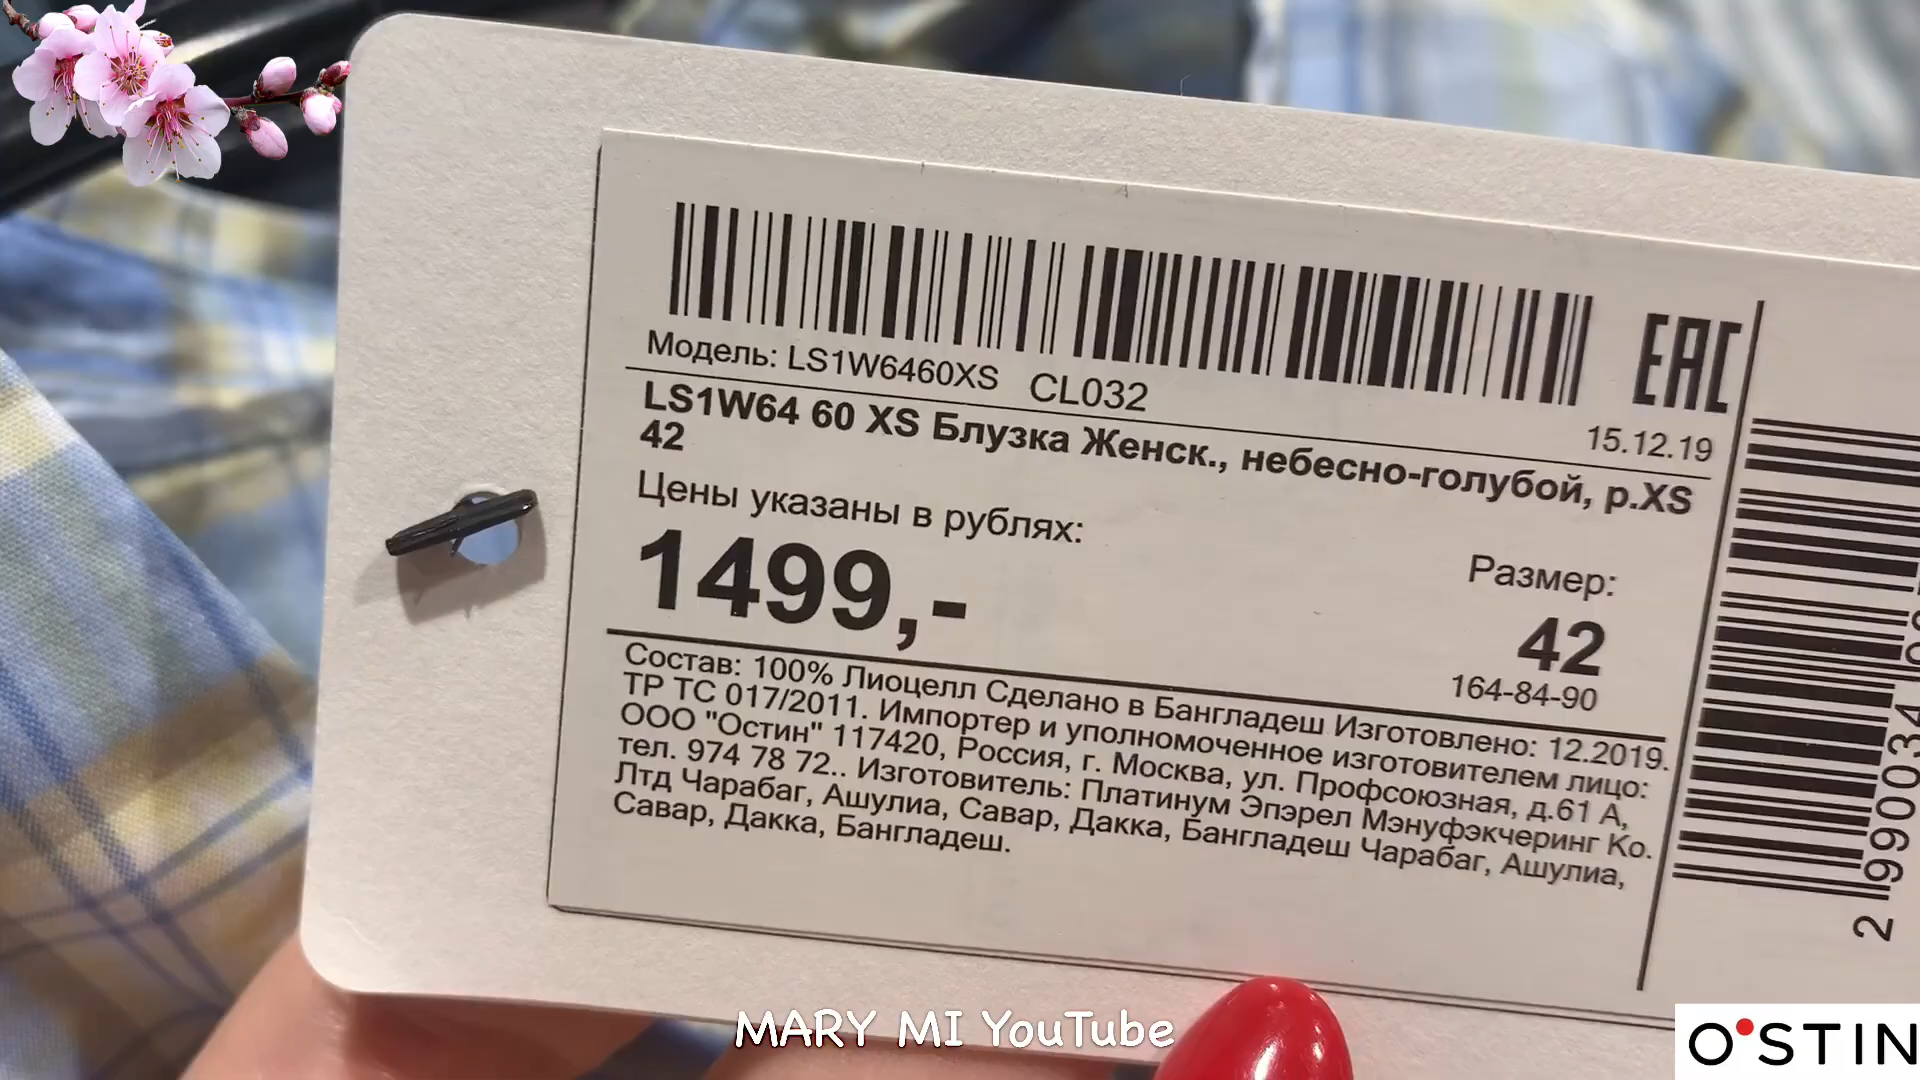 Модель: LS1W6460XS CL032
EAC
15.12.19
LS1W64 60 XS Блузка Женск., небесно-голубой, р.XS
42
Цены указаны в рублях:
1499,-
Размер:
42
164-84-90
Состав: 100% Лиоцелл Сделано в Бангладеш Изготовлено: 12.2019.
ТР ТС 017/2011. Импортер и уполномоченное изготовителем лицо:
ООО "Остин" 117420, Россия, г. Москва, ул. Профсоюзная, д.61 А,
тел. 974 78 72.. Изготовитель: Платинум Эпэрел Мэнуфэкчеринг Ко.
Лтд Чарабаг, Ашулиа, Савар, Дакка, Бангладеш Чарабаг, Ашулиа,
Савар, Дакка, Бангладеш.
2 990034
MARY MI YouTube
O'STIN